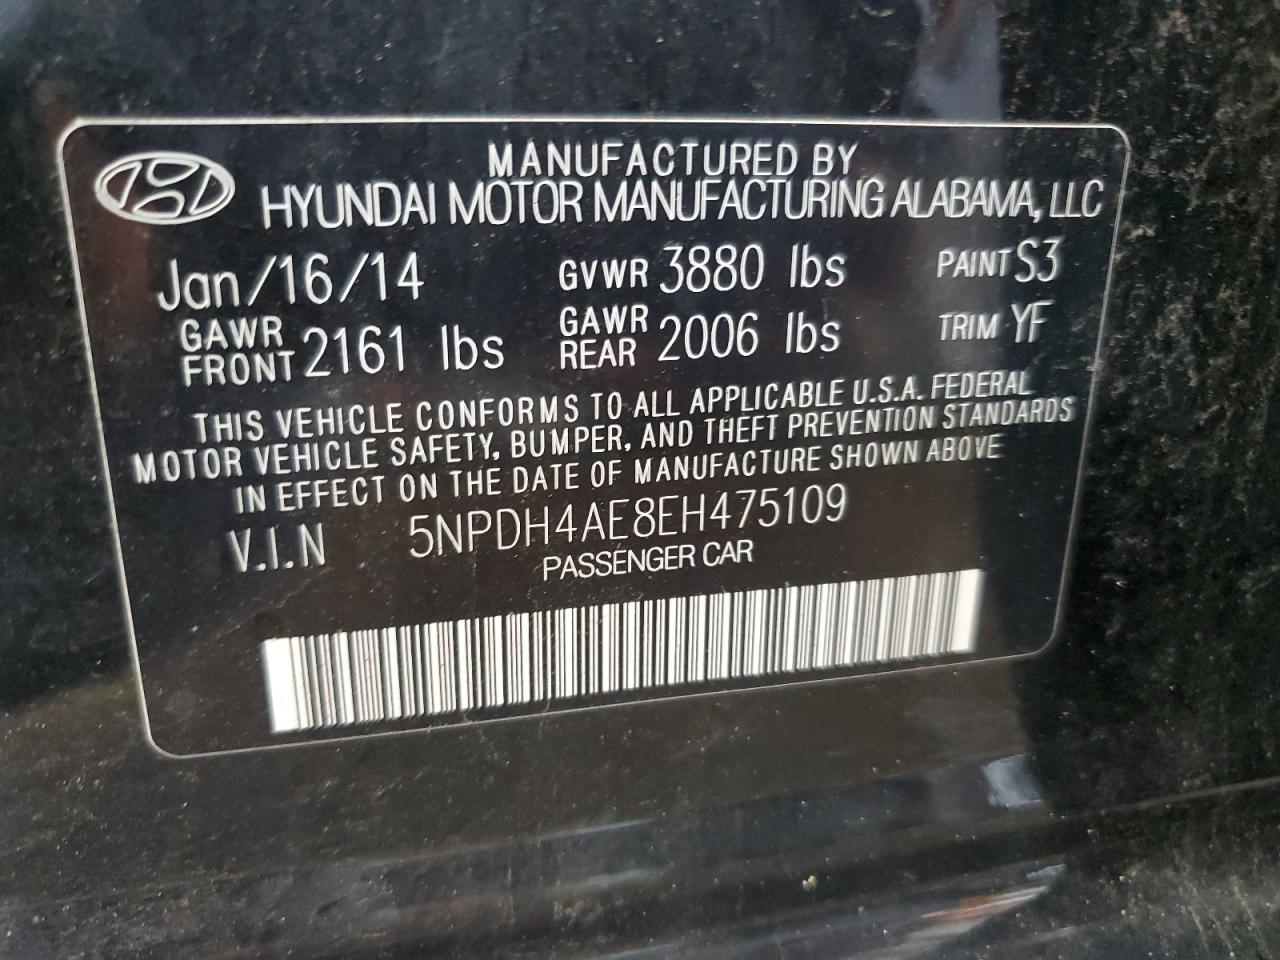 MANUFACTURED BY
HYUNDAI MOTOR MANUFACTURING ALABAMA, LLC
Jan/16/14 GVWR 3880 lbs PAINT S3
GAWR FRONT 2161 lbs GAWR REAR 2006 lbs TRIM YF
THIS VEHICLE CONFORMS TO ALL APPLICABLE U.S.A. FEDERAL
MOTOR VEHICLE SAFETY, BUMPER, AND THEFT PREVENTION STANDARDS
IN EFFECT ON THE DATE OF MANUFACTURE SHOWN ABOVE
V.I.N 5NPDH4AE8EH475109
PASSENGER CAR